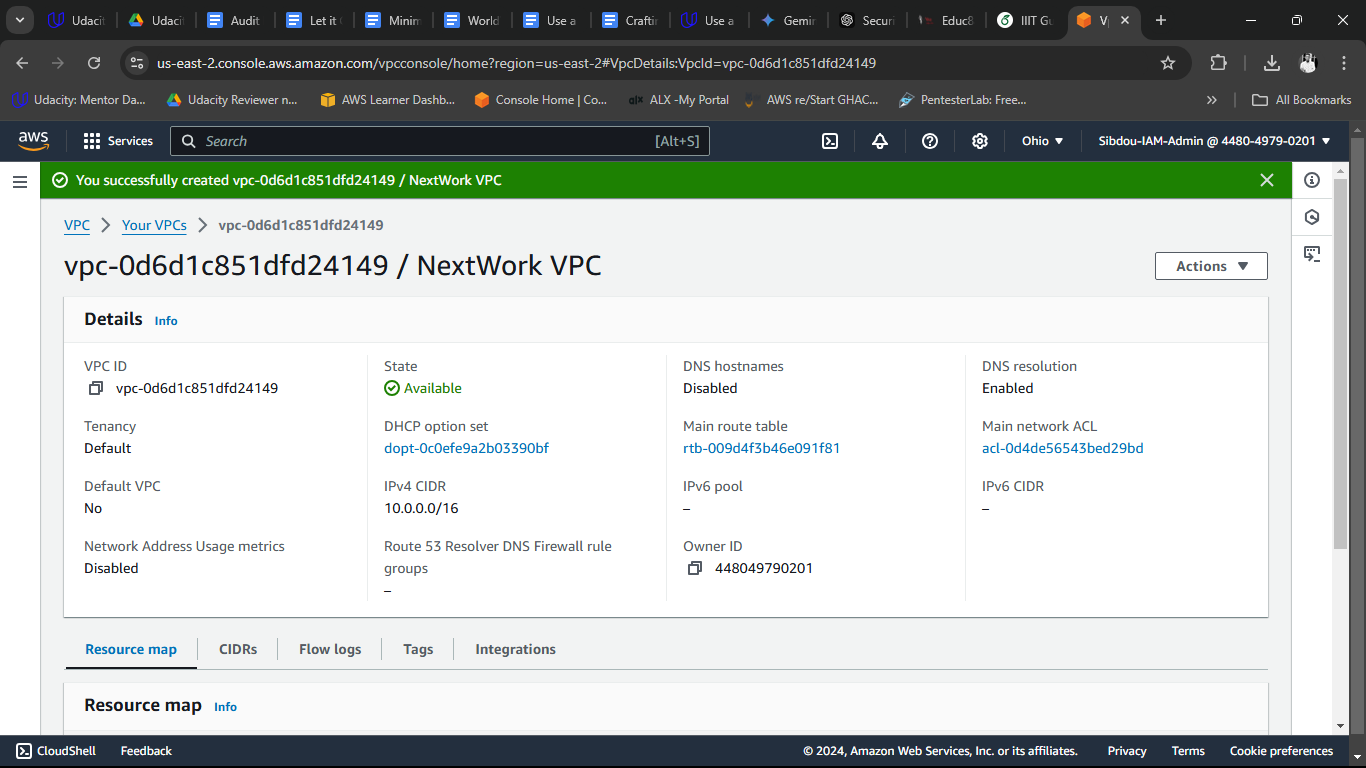 Udacit
Udacit
Audit
Let it
Minim
World
Use a
Craftin
Use a
Gemin
Securi
Educ8
IIIT Gu
us-east-2.console.aws.amazon.com/vpcconsole/home?region=us-east-2#VpcDetails:VpcId=vpc-0d6d1c851dfd24149
Udacity: Mentor Da...
Udacity Reviewer n...
AWS Learner Dashb...
Console Home | Co...
alx ALX -My Portal
AWS re/Start GHAC...
PentesterLab: Free...
»
All Bookmarks
aws
Services
Search
[Alt+S]
Ohio
Sibdou-IAM-Admin @ 4480-4979-0201
You successfully created vpc-0d6d1c851dfd24149 / NextWork VPC
VPC > Your VPCs > vpc-0d6d1c851dfd24149
vpc-0d6d1c851dfd24149 / NextWork VPC
Actions
Details Info
VPC ID
vpc-0d6d1c851dfd24149
State
Available
DNS hostnames
Disabled
DNS resolution
Enabled
Tenancy
Default
DHCP option set
dopt-0c0efe9a2b03390bf
Main route table
rtb-009d4f3b46e091f81
Main network ACL
acl-0d4de56543bed29bd
Default VPC
No
IPv4 CIDR
10.0.0.0/16
IPv6 pool
–
IPv6 CIDR
–
Network Address Usage metrics
Disabled
Route 53 Resolver DNS Firewall rule
groups
–
Owner ID
448049790201
Resource map
CIDRs
Flow logs
Tags
Integrations
Resource map Info
CloudShell
Feedback
© 2024, Amazon Web Services, Inc. or its affiliates.
Privacy
Terms
Cookie preferences